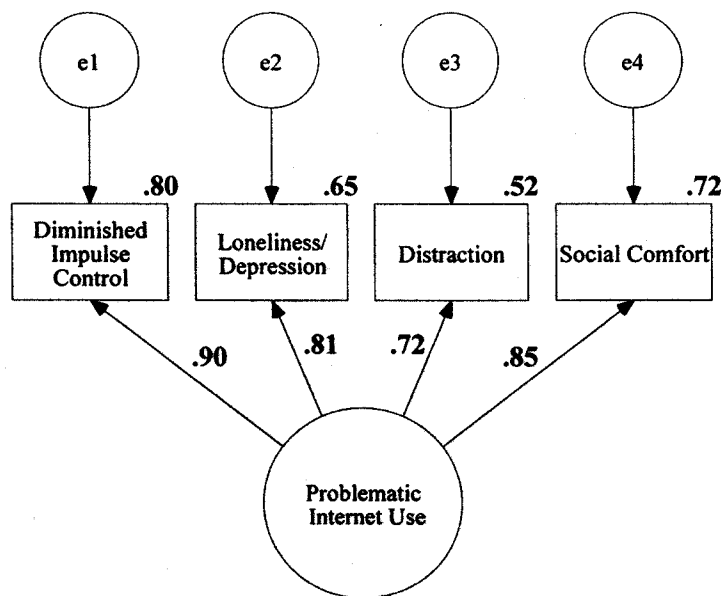 e1
e2
e3
e4
.80
.65
.52
.72
Diminished
Impulse
Control
Loneliness/
Depression
Distraction
Social Comfort
.90
.81
.72
.85
Problematic
Internet Use